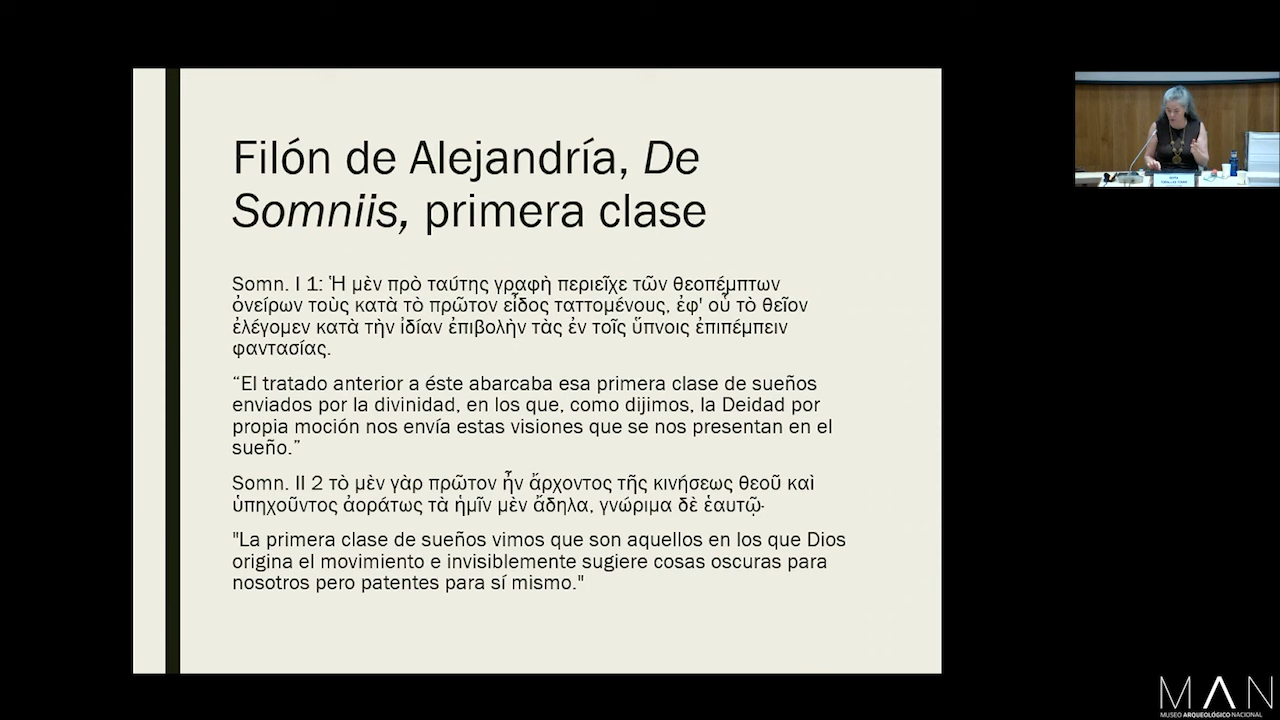 Filón de Alejandría, De
Somniis, primera clase
Somn. I 1: Ἡ μὲν πρὸ ταύτης γραφὴ περιεῖχε τῶν θεοπέμπτων
ὀνείρων τοὺς κατὰ τὸ πρῶτον εἶδος ταττομένους, ἐφ' οὗ τὸ θεῖον
ἐλέγομεν κατὰ τὴν ἰδίαν ἐπιβολὴν τὰς ἐν τοῖς ὕπνοις ἐπιπέμπειν
φαντασίας.
“El tratado anterior a éste abarcaba esa primera clase de sueños
enviados por la divinidad, en los que, como dijimos, la Deidad por
propia moción nos envía estas visiones que se nos presentan en el
sueño.”
Somn. II 2 τὸ μὲν γὰρ πρῶτον ἦν ἄρχοντος τῆς κινήσεως θεοῦ καὶ
ὑπηχοῦντος ἀοράτως τὰ ἡμῖν μὲν ἄδηλα, γνώριμα δὲ ἑαυτῷ·
"La primera clase de sueños vimos que son aquellos en los que Dios
origina el movimiento e invisiblemente sugiere cosas oscuras para
nosotros pero patentes para sí mismo."
MAN
MUSEO ARQUEOLÓGICO NACIONAL